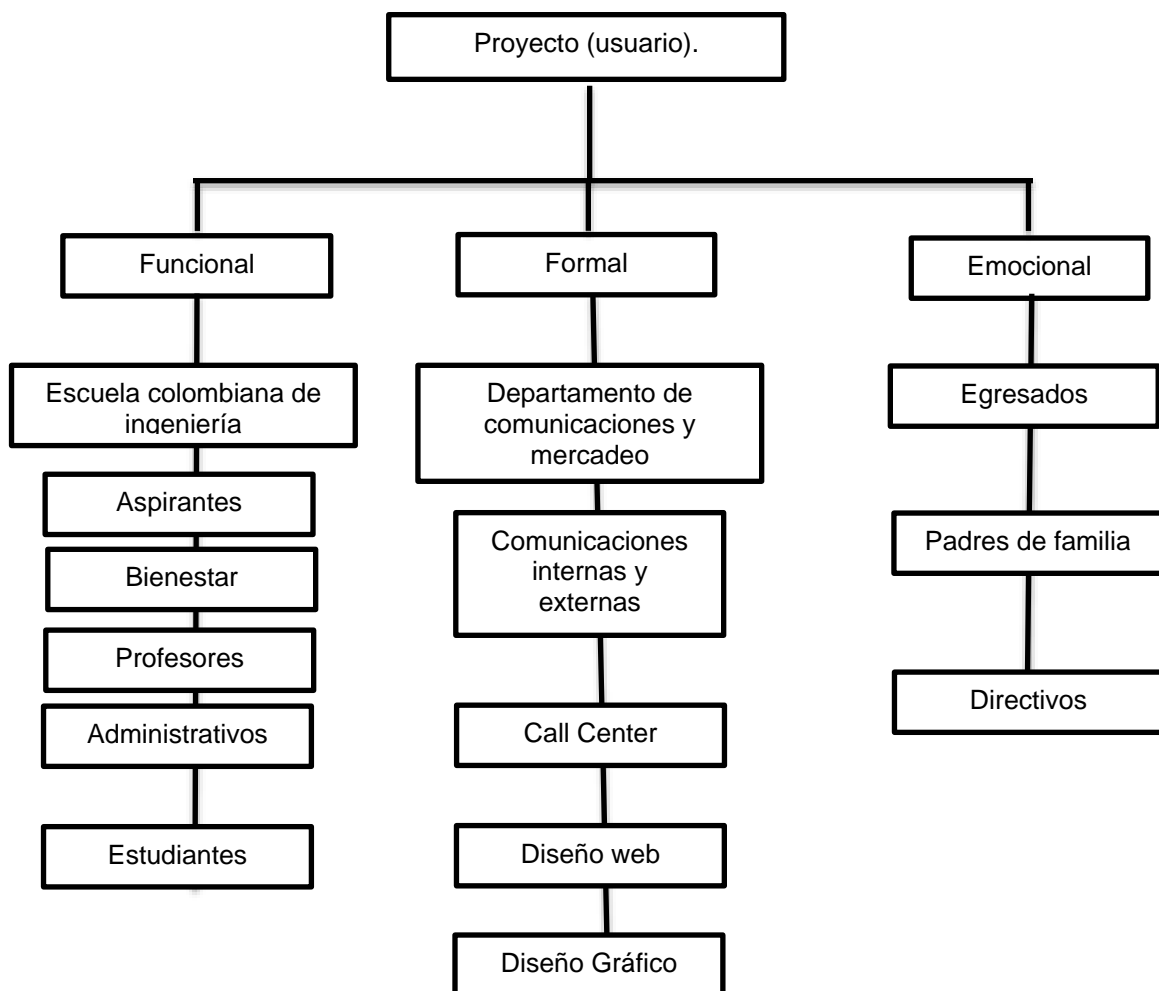 Proyecto (usuario).
Funcional
Formal
Emocional
Escuela colombiana de
ingeniería
Aspirantes
Bienestar
Profesores
Administrativos
Estudiantes
Departamento de
comunicaciones y
mercadeo
Comunicaciones
internas y
externas
Call Center
Diseño web
Diseño Gráfico
Egresados
Padres de familia
Directivos